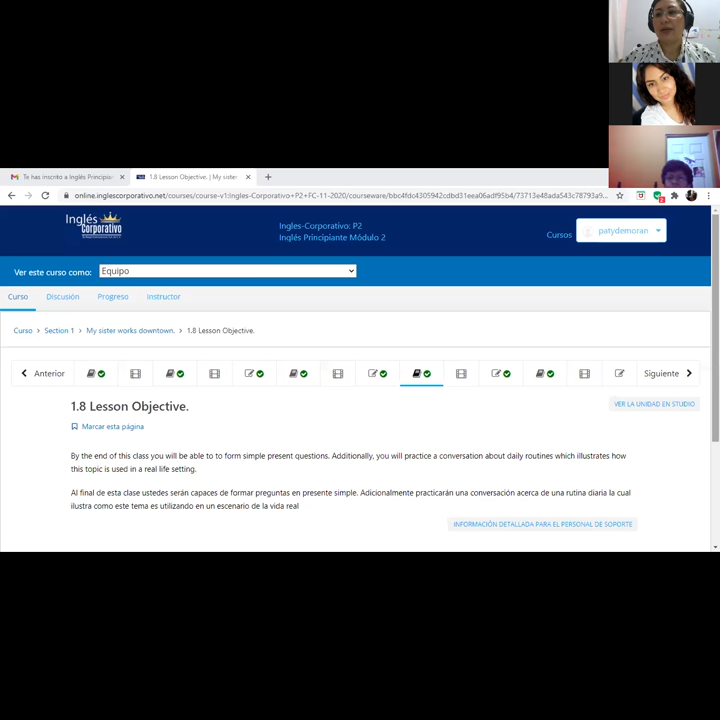 Te has inscrito a Inglés Principian
1.8 Lesson Objective. | My sister
online.inglescorporativo.net/courses/course-v1:Ingles-Corporativo+P2+FC-11-2020/courseware/bbc4fdc4305942cdbd31eea06adf95b4/73713e48ada543c78793a9...
Inglés
Corporativo
Ingles-Corporativo: P2
Inglés Principiante Módulo 2
Cursos
patydemoran
Ver este curso como:
Equipo
Curso
Discusión
Progreso
Instructor
Curso > Section 1 > My sister works downtown. > 1.8 Lesson Objective.
Anterior
Siguiente
1.8 Lesson Objective.
VER LA UNIDAD EN STUDIO
Marcar esta página
By the end of this class you will be able to to form simple present questions. Additionally, you will practice a conversation about daily routines which illustrates how
this topic is used in a real life setting.
Al final de esta clase ustedes serán capaces de formar preguntas en presente simple. Adicionalmente practicarán una conversación acerca de una rutina diaria la cual
ilustra como este tema es utilizando en un escenario de la vida real
INFORMACIÓN DETALLADA PARA EL PERSONAL DE SOPORTE